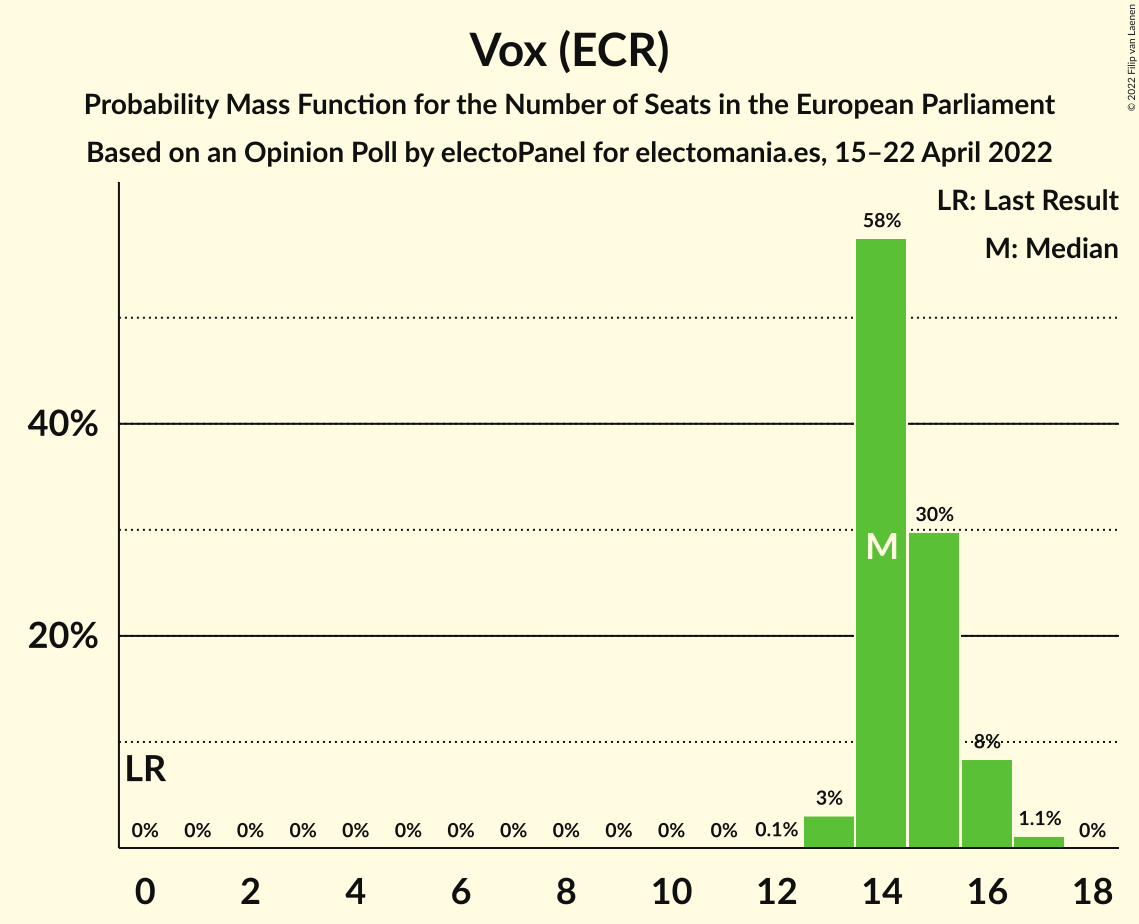 Vox (ECR)
Probability Mass Function for the Number of Seats in the European Parliament
Based on an Opinion Poll by electoPanel for electomania.es, 15–22 April 2022
© 2022 Filip van Laenen
LR: Last Result
M: Median
58%
40%
30%
M
20%
8%
LR
3%
1.1%
0% 0% 0% 0% 0% 0% 0% 0% 0% 0% 0% 0% 0.1% 0%
0 2 4 6 8 10 12 14 16 18